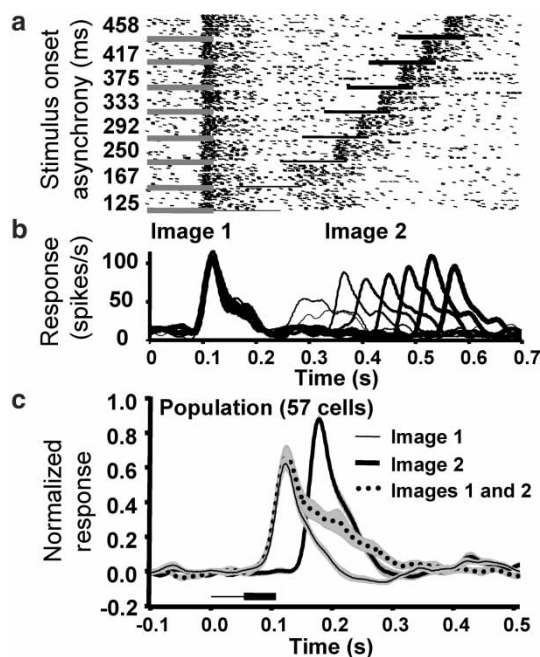 a
Stimulus onset
asynchrony (ms)
458
417
375
333
292
250
167
125
b
Image 1
Image 2
Response
(spikes/s)
100
50
0
0 0.1 0.2 0.3 0.4 0.5 0.6 0.7
Time (s)
c
Population (57 cells)
Image 1
Image 2
Images 1 and 2
Normalized
response
1.0
0.8
0.6
0.4
0.2
0.0
-0.2
-0.1 0.0 0.1 0.2 0.3 0.4 0.5
Time (s)